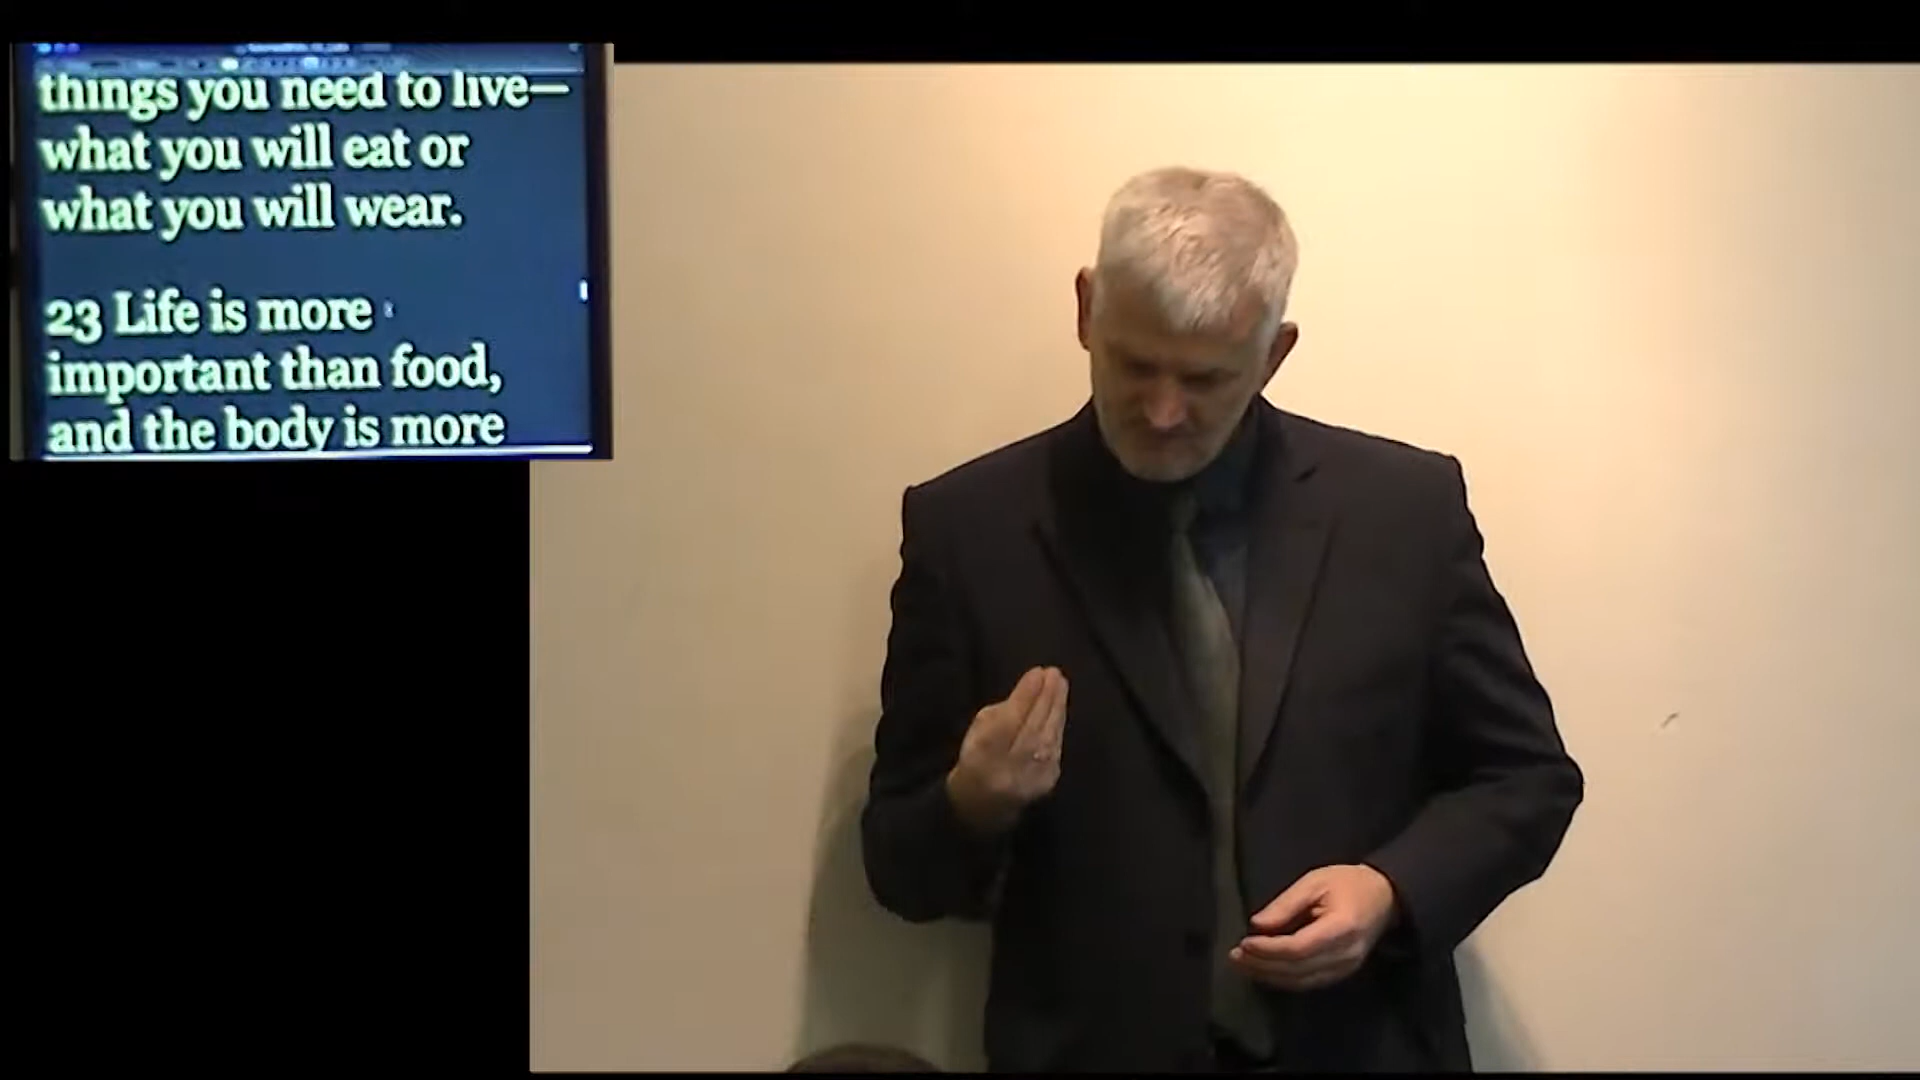 things you need to live—
what you will eat or
what you will wear.
23 Life is more
important than food,
and the body is more